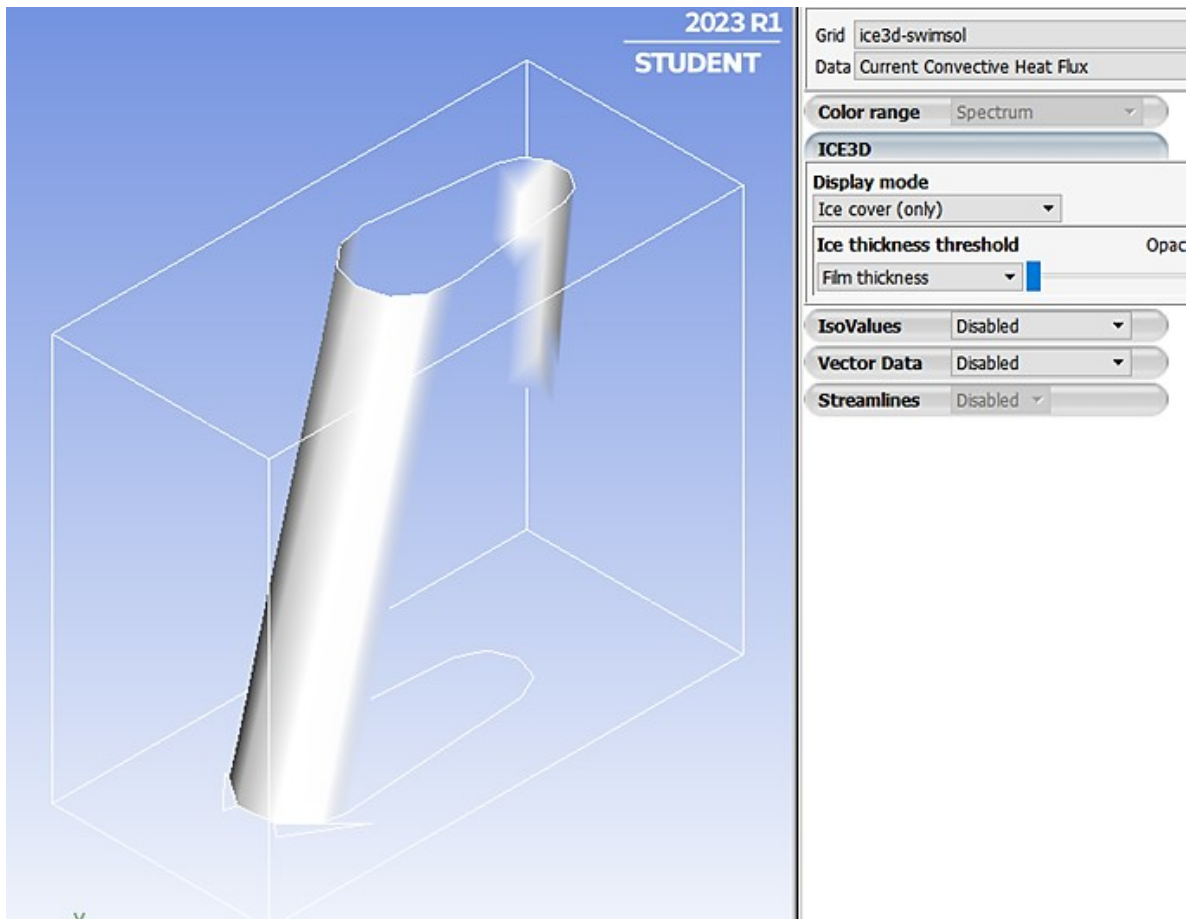 2023 R1
STUDENT
Grid ice3d-swimsol
Data Current Convective Heat Flux
Color range Spectrum
ICE3D
Display mode
Ice cover (only)
Ice thickness threshold Opac
Film thickness
IsoValues Disabled
Vector Data Disabled
Streamlines Disabled